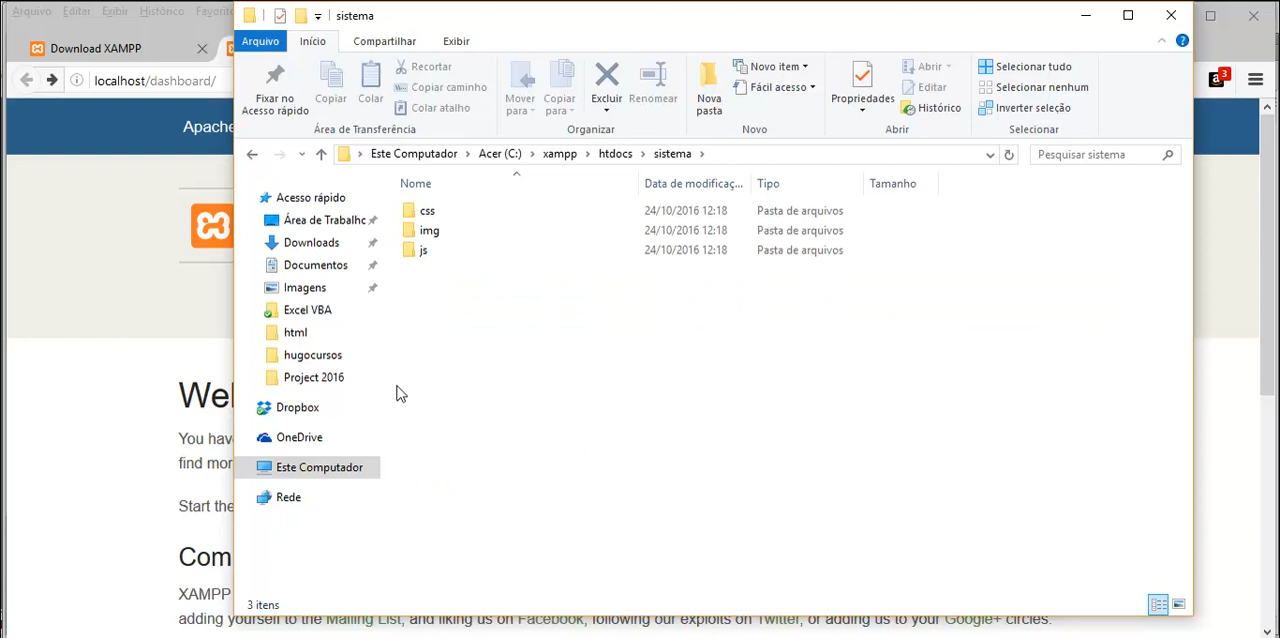 Arquivo Editar Exibir Histórico Favorito
sistema
Download XAMPP
Arquivo Início Compartilhar Exibir
localhost/dashboard/
a 3
Fixar no Acesso rápido
Copiar
Colar
Recortar
Copiar caminho
Colar atalho
Mover para
Copiar para
Excluir
Renomear
Nova pasta
Novo item
Fácil acesso
Propriedades
Abrir
Editar
Histórico
Selecionar tudo
Selecionar nenhum
Inverter seleção
Área de Transferência Organizar Novo Abrir Selecionar
Apache
Este Computador Acer (C:) xampp htdocs sistema
Pesquisar sistema
Nome Data de modificaç... Tipo Tamanho
css 24/10/2016 12:18 Pasta de arquivos
img 24/10/2016 12:18 Pasta de arquivos
js 24/10/2016 12:18 Pasta de arquivos
Acesso rápido
Área de Trabalho
Downloads
Documentos
Imagens
Excel VBA
html
hugocursos
Project 2016
Dropbox
OneDrive
Este Computador
Rede
3 itens
Wel
You hav
find mor
Start the
Com
XAMPP
adding yourself to the Mailing List, and liking us on Facebook, following our exploits on Twitter, or adding us to your Google+ circles.